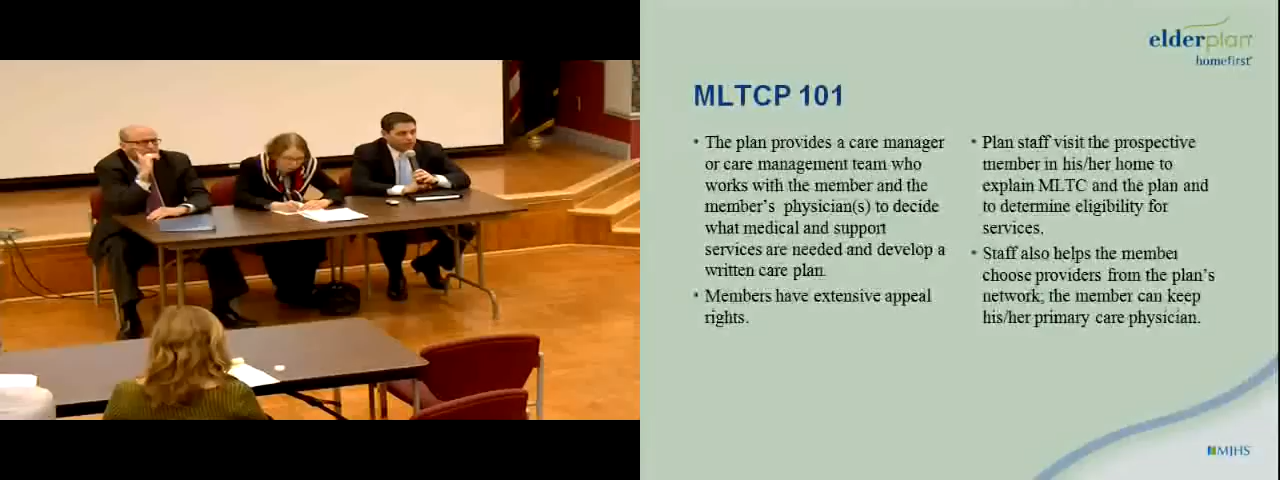 elderplan
homefirst
MLTCP 101
• The plan provides a care manager
or care management team who
works with the member and the
member's physician(s) to decide
what medical and support
services are needed and develop a
written care plan.
• Members have extensive appeal
rights.
• Plan staff visit the prospective
member in his/her home to
explain MLTC and the plan and
to determine eligibility for
services.
• Staff also helps the member
choose providers from the plan's
network; the member can keep
his/her primary care physician.
MJHS